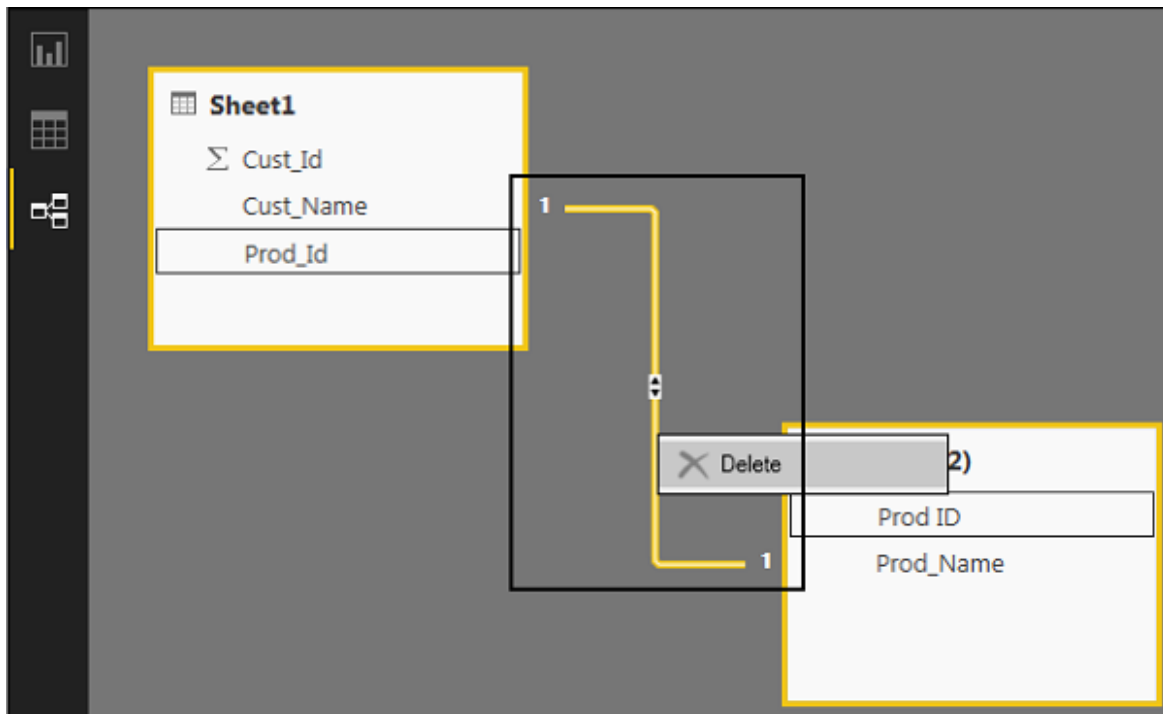 Sheet1
Σ Cust_Id
Cust_Name
1
Prod_Id
Delete
2)
Prod ID
1
Prod_Name